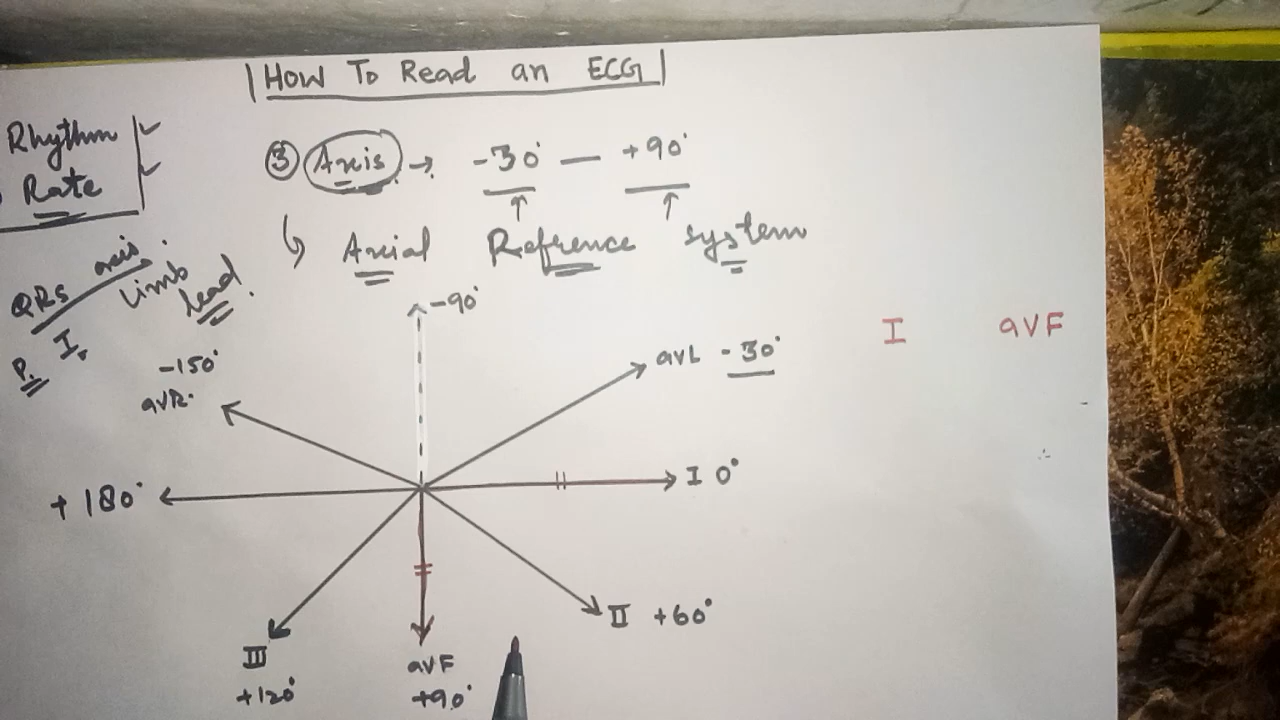 How To Read an ECG
Rhythm
Rate
③ Axis → -30° — +90°
Axial Reference system
QRS axis
limb
lead.
P. I.
-90°
I aVF
avL - 30°
-150°
avR.
+ 180°
I 0°
II +60°
III
+120°
avF
+90°